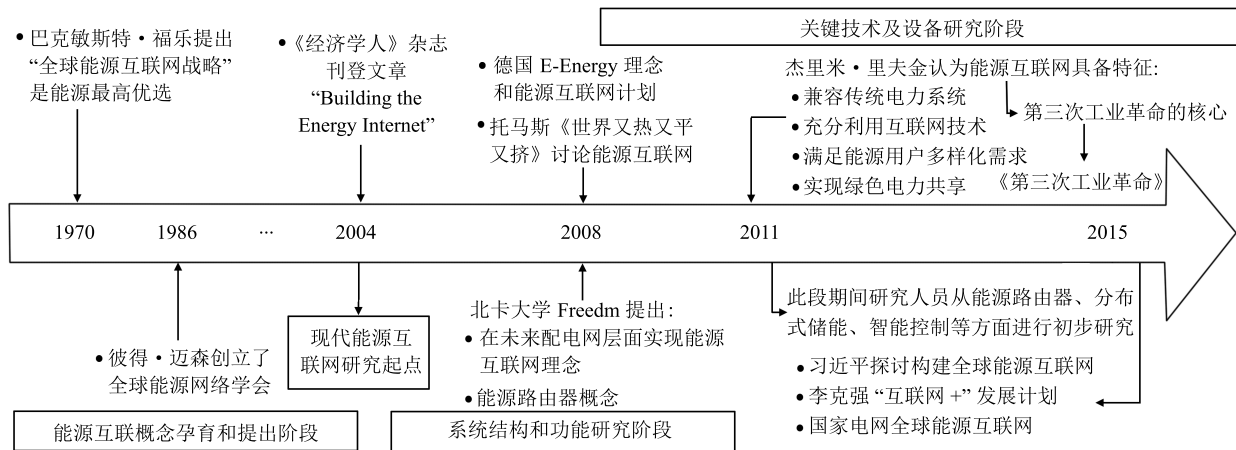 关键技术及设备研究阶段
• 巴克敏斯特·福乐提出
“全球能源互联网战略”
是能源最高优选
•《经济学人》杂志
刊登文章
“Building the
Energy Internet”
• 德国 E-Energy 理念
和能源互联网计划
• 托马斯《世界又热又平
又挤》讨论能源互联网
杰里米·里夫金认为能源互联网具备特征:
• 兼容传统电力系统
• 充分利用互联网技术
• 满足能源用户多样化需求
• 实现绿色电力共享
第三次工业革命的核心
《第三次工业革命》
1970 1986 ... 2004 2008 2011 2015
• 彼得·迈森创立了
全球能源网络学会
现代能源互
联网研究起点
北卡大学 Freedm 提出:
• 在未来配电网层面实现能源
互联网理念
• 能源路由器概念
此段期间研究人员从能源路由器、分布
式储能、智能控制等方面进行初步研究
• 习近平探讨构建全球能源互联网
• 李克强 “互联网 +” 发展计划
• 国家电网全球能源互联网
能源互联概念孕育和提出阶段
系统结构和功能研究阶段